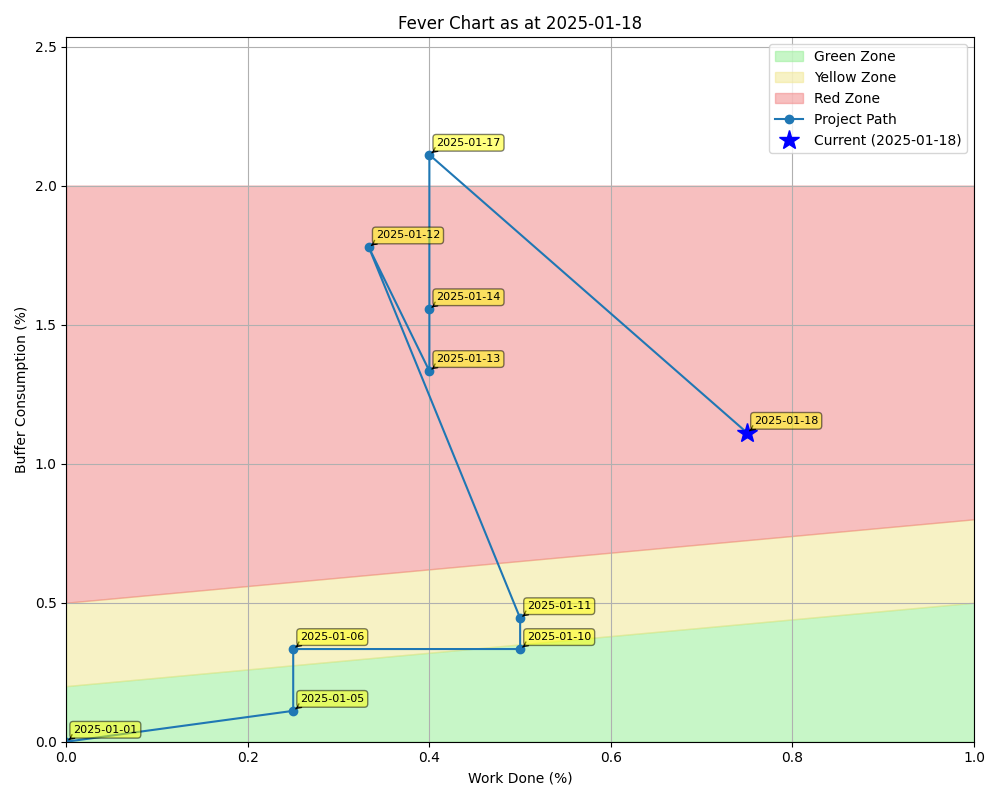 Fever Chart as at 2025-01-18
Green Zone
Yellow Zone
Red Zone
Project Path
Current (2025-01-18)
Buffer Consumption (%)
2.5
2.0
1.5
1.0
0.5
0.0
2025-01-17
2025-01-12
2025-01-14
2025-01-13
2025-01-18
2025-01-11
2025-01-06
2025-01-10
2025-01-05
2025-01-01
0.0 0.2 0.4 0.6 0.8 1.0
Work Done (%)